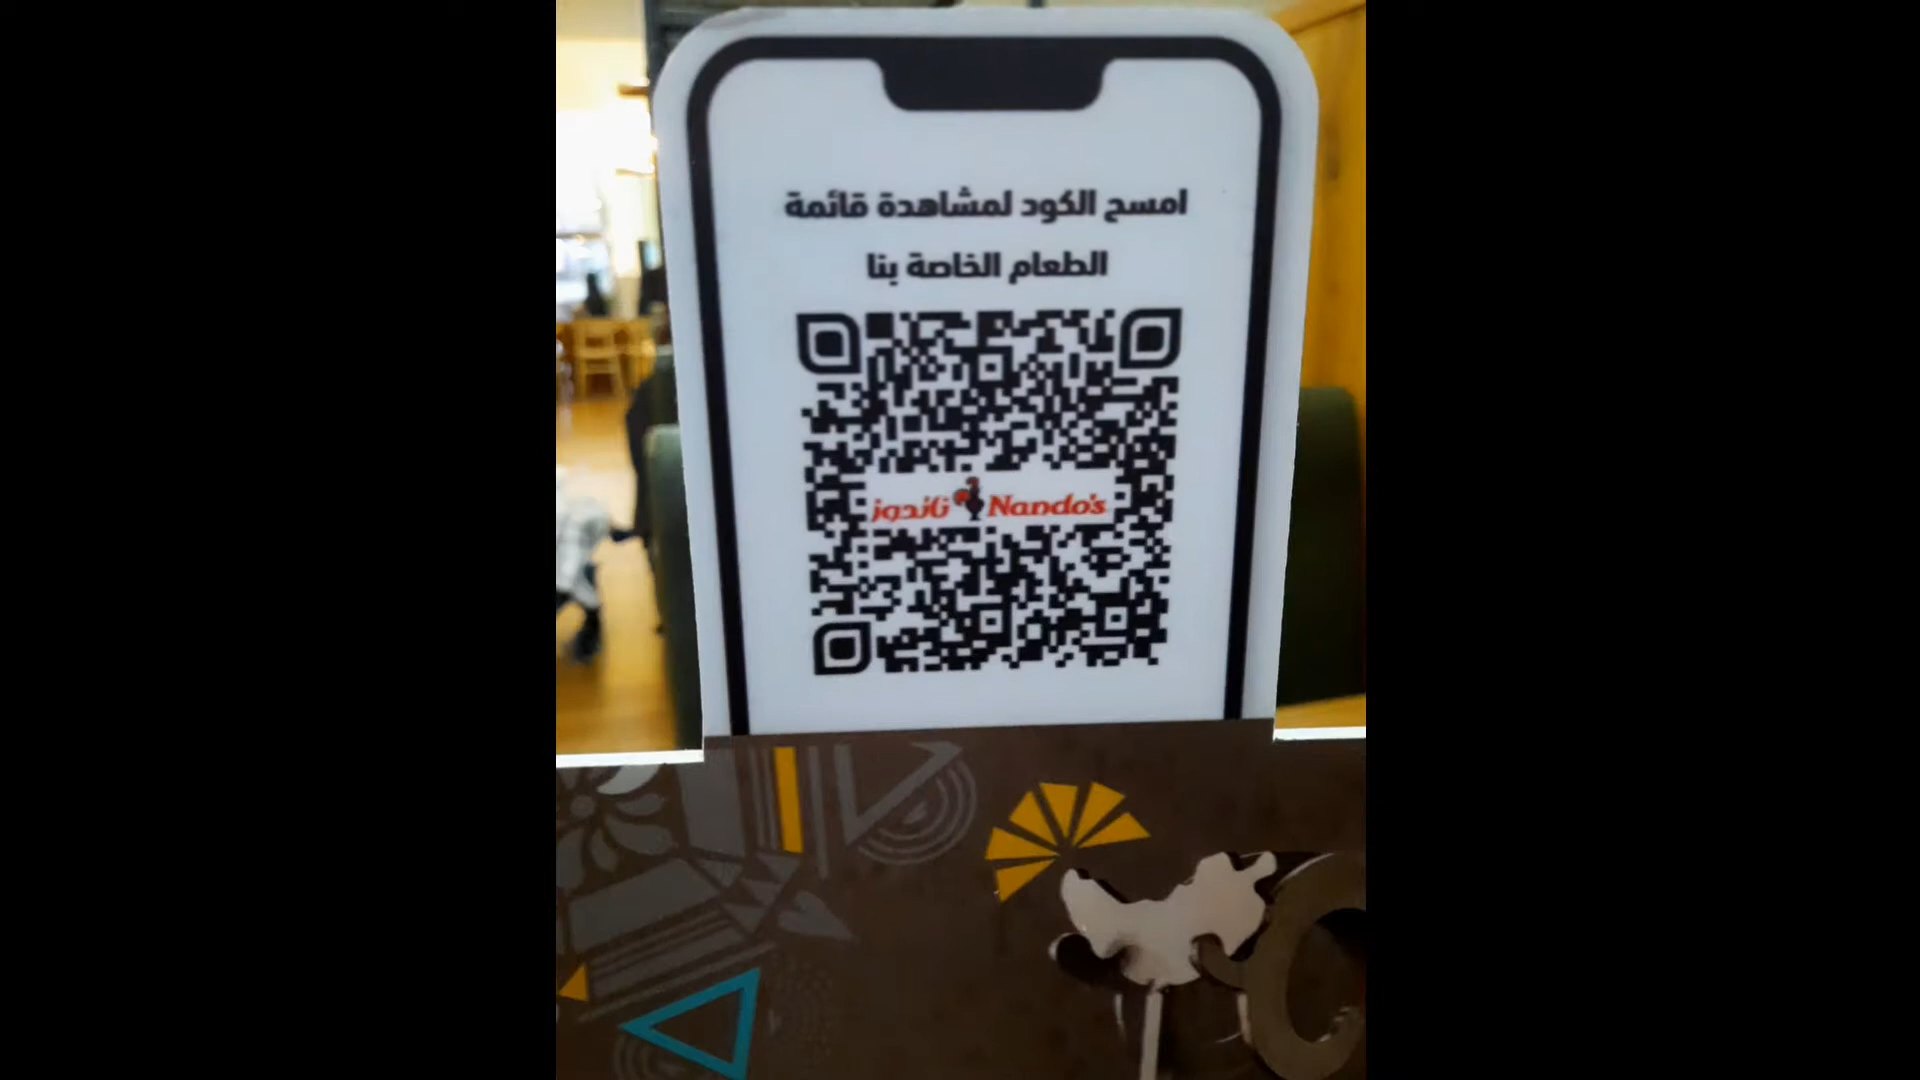 امسح الكود لمشاهدة قائمة
الطعام الخاصة بنا
ناندوز Nando's